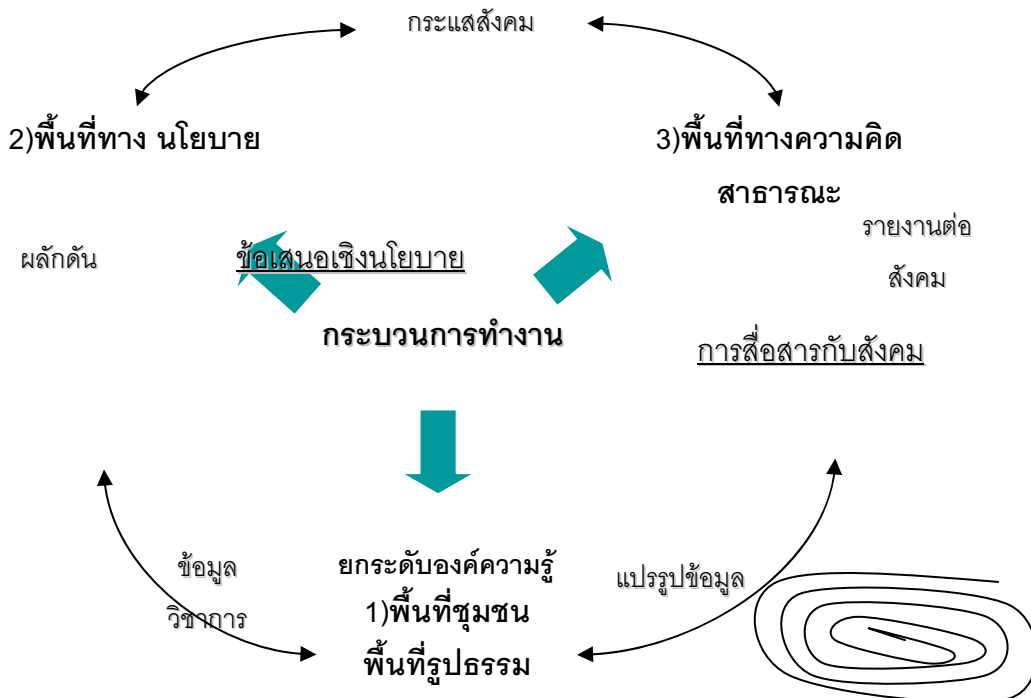 กระแสสังคม
2)พื้นที่ทาง นโยบาย
3)พื้นที่ทางความคิด
สาธารณะ
รายงานต่อ
สังคม
ผลักดัน
ข้อเสนอเชิงนโยบาย
กระบวนการทำงาน
การสื่อสารกับสังคม
ข้อมูล
วิชาการ
ยกระดับองค์ความรู้
1)พื้นที่ชุมชน
พื้นที่รูปธรรม
แปรรูปข้อมูล